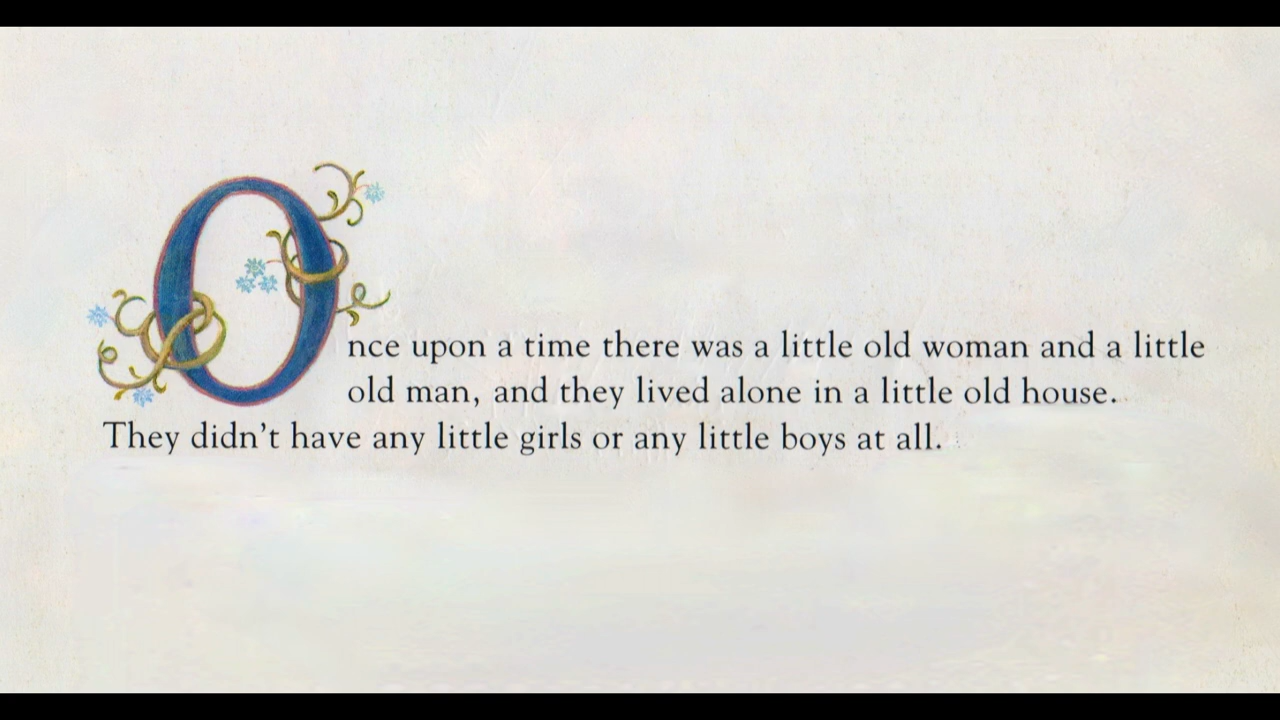 Once upon a time there was a little old woman and a little
old man, and they lived alone in a little old house.
They didn’t have any little girls or any little boys at all.